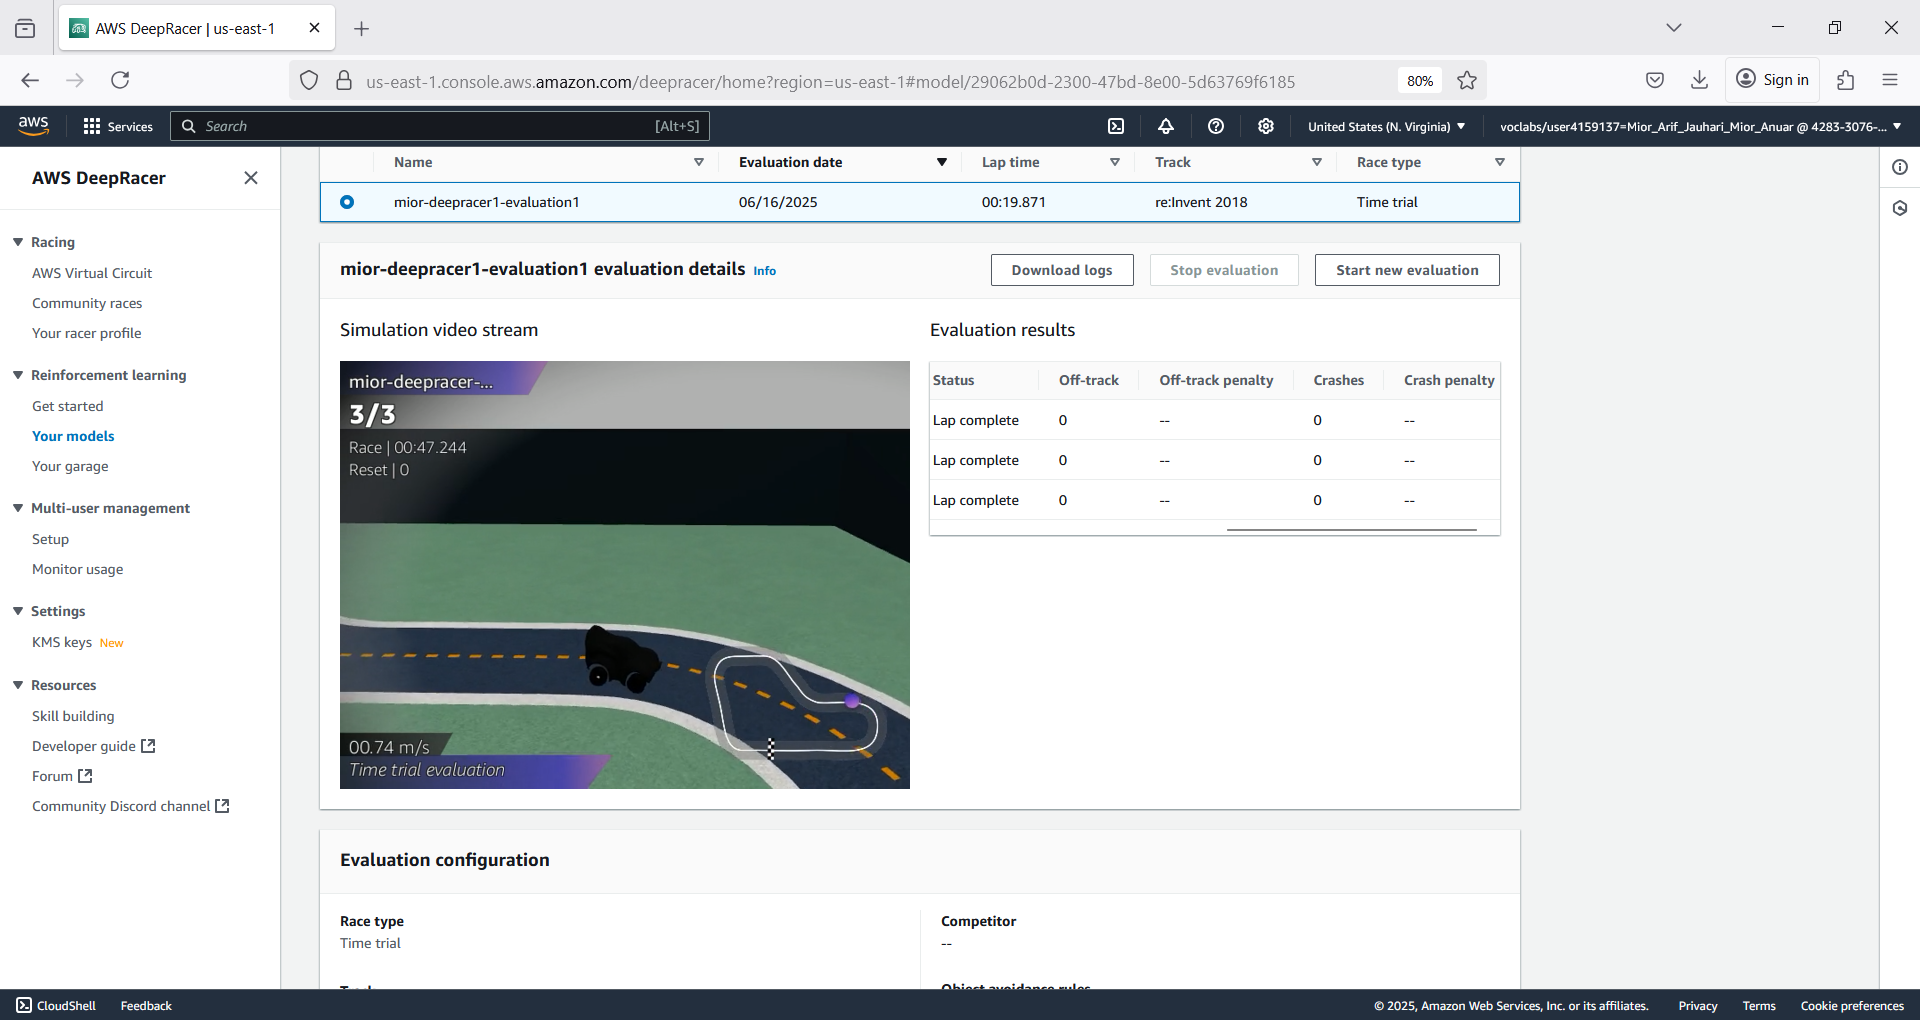 AWS DeepRacer | us-east-1
us-east-1.console.aws.amazon.com/deepracer/home?region=us-east-1#model/29062b0d-2300-47bd-8e00-5d63769f6185
80%
Sign in
aws
Services
Search
[Alt+S]
United States (N. Virginia)
voclabs/user4159137=Mior_Arif_Jauhari_Mior_Anuar @ 4283-3076-...
AWS DeepRacer
Racing
AWS Virtual Circuit
Community races
Your racer profile
Reinforcement learning
Get started
Your models
Your garage
Multi-user management
Setup
Monitor usage
Settings
KMS keys New
Resources
Skill building
Developer guide
Forum
Community Discord channel
Name Evaluation date Lap time Track Race type
mior-deepracer1-evaluation1 06/16/2025 00:19.871 re:Invent 2018 Time trial
mior-deepracer1-evaluation1 evaluation details Info
Download logs
Stop evaluation
Start new evaluation
Simulation video stream
mior-deepracer-...
3/3
Race | 00:47.244
Reset | 0
00.74 m/s
Time trial evaluation
Evaluation results
Status Off-track Off-track penalty Crashes Crash penalty
Lap complete 0 -- 0 --
Lap complete 0 -- 0 --
Lap complete 0 -- 0 --
Evaluation configuration
Race type
Time trial
Competitor
--
Object avoidance rules
CloudShell
Feedback
© 2025, Amazon Web Services, Inc. or its affiliates.
Privacy
Terms
Cookie preferences